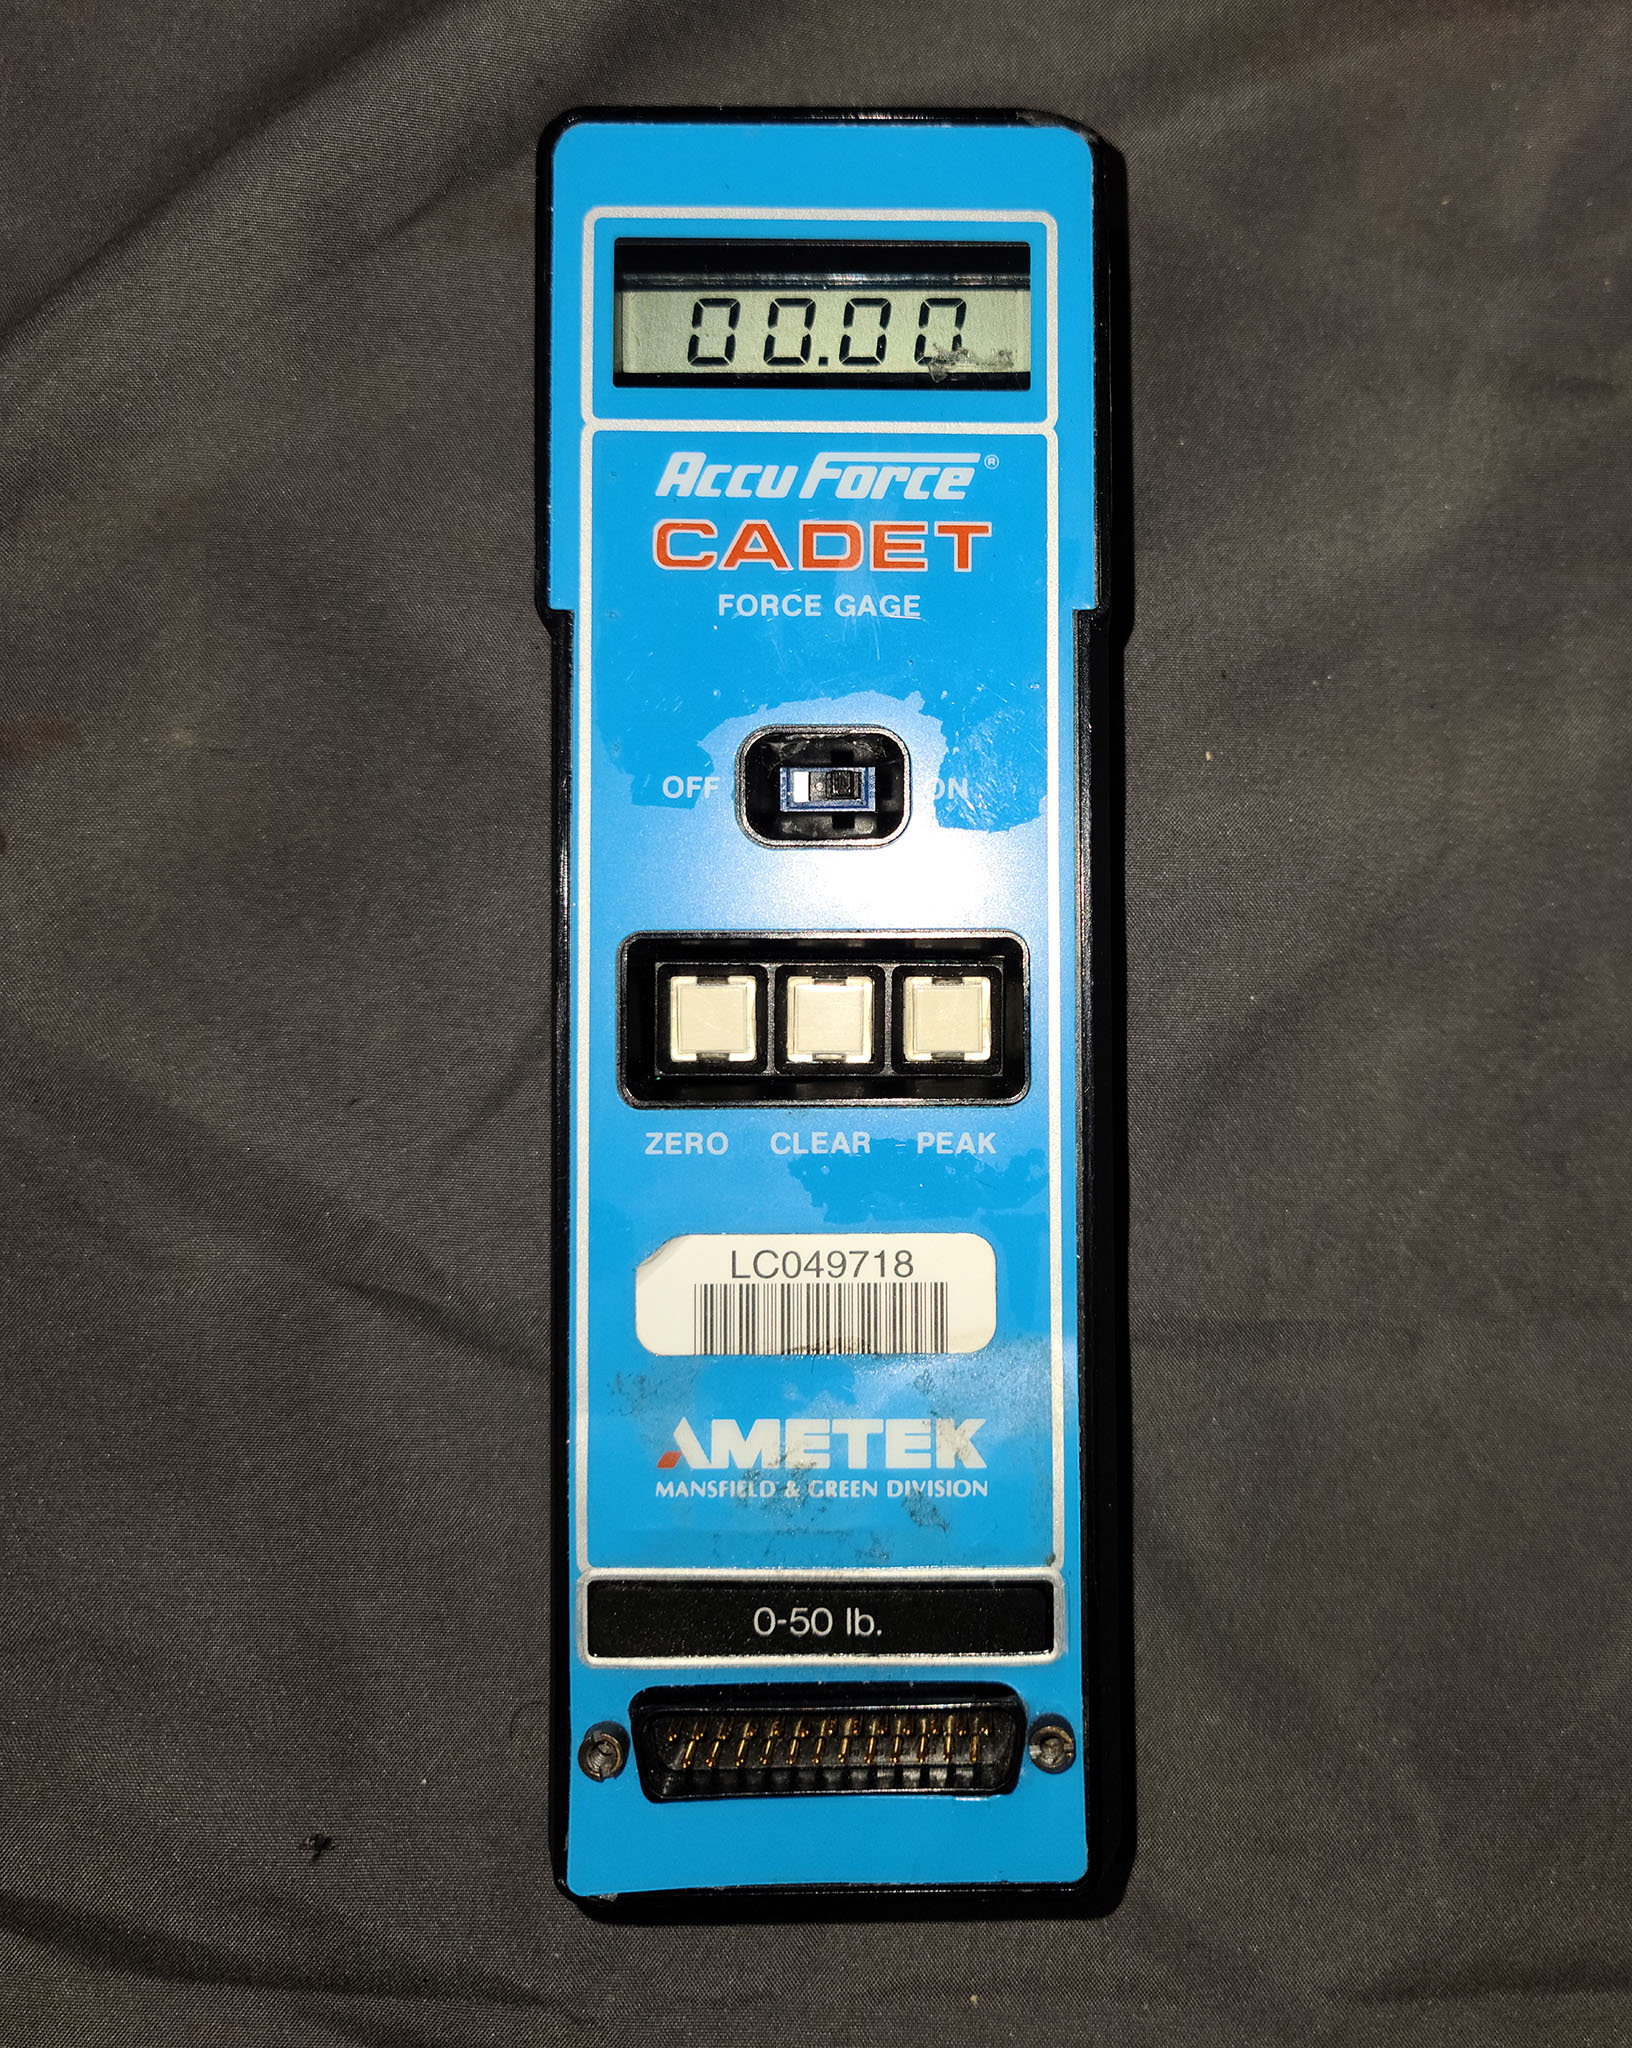 00.00
AccuForce®
CADET
FORCE GAGE
OFF ON
ZERO CLEAR PEAK
LC049718
AMETEK
MANSFIELD & GREEN DIVISION
0-50 lb.